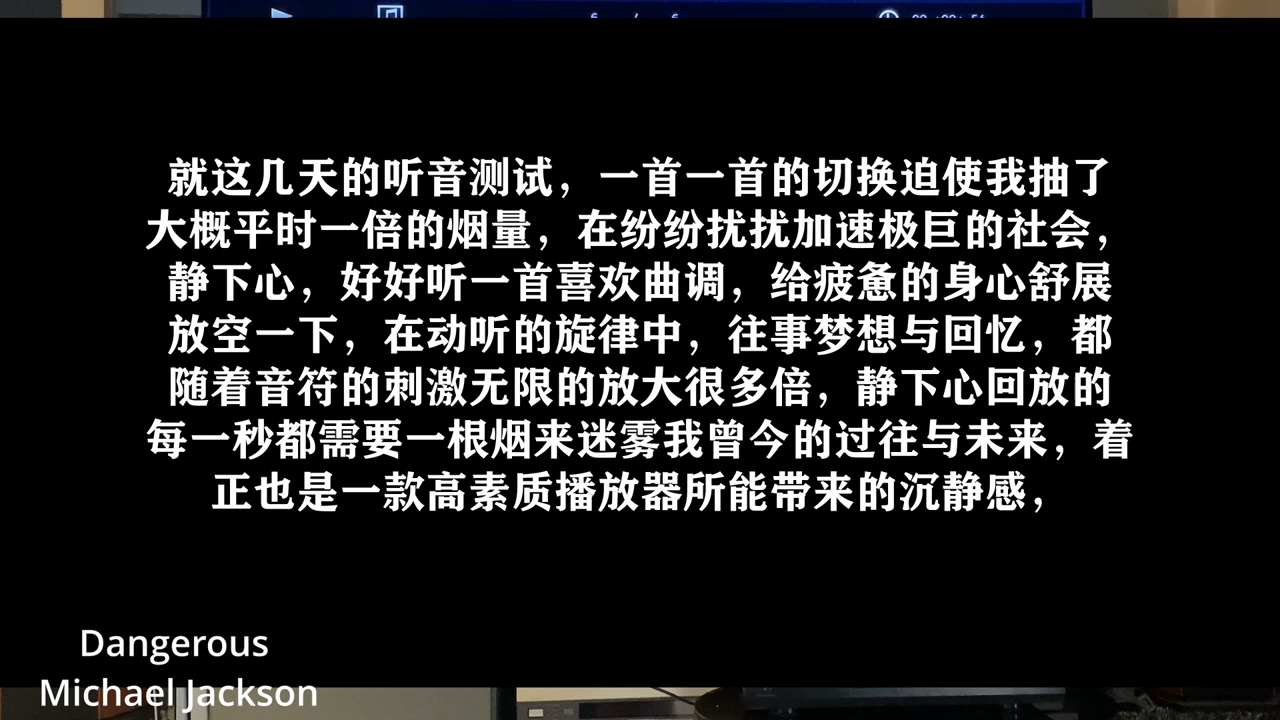 就这几天的听音测试，一首一首的切换迫使我抽了
大概平时一倍的烟量，在纷纷扰扰加速极巨的社会，
静下心，好好听一首喜欢曲调，给疲惫的身心舒展
放空一下，在动听的旋律中，往事梦想与回忆，都
随着音符的刺激无限的放大很多倍，静下心回放的
每一秒都需要一根烟来迷雾我曾今的过往与未来，着
正也是一款高素质播放器所能带来的沉静感，
Dangerous
Michael Jackson